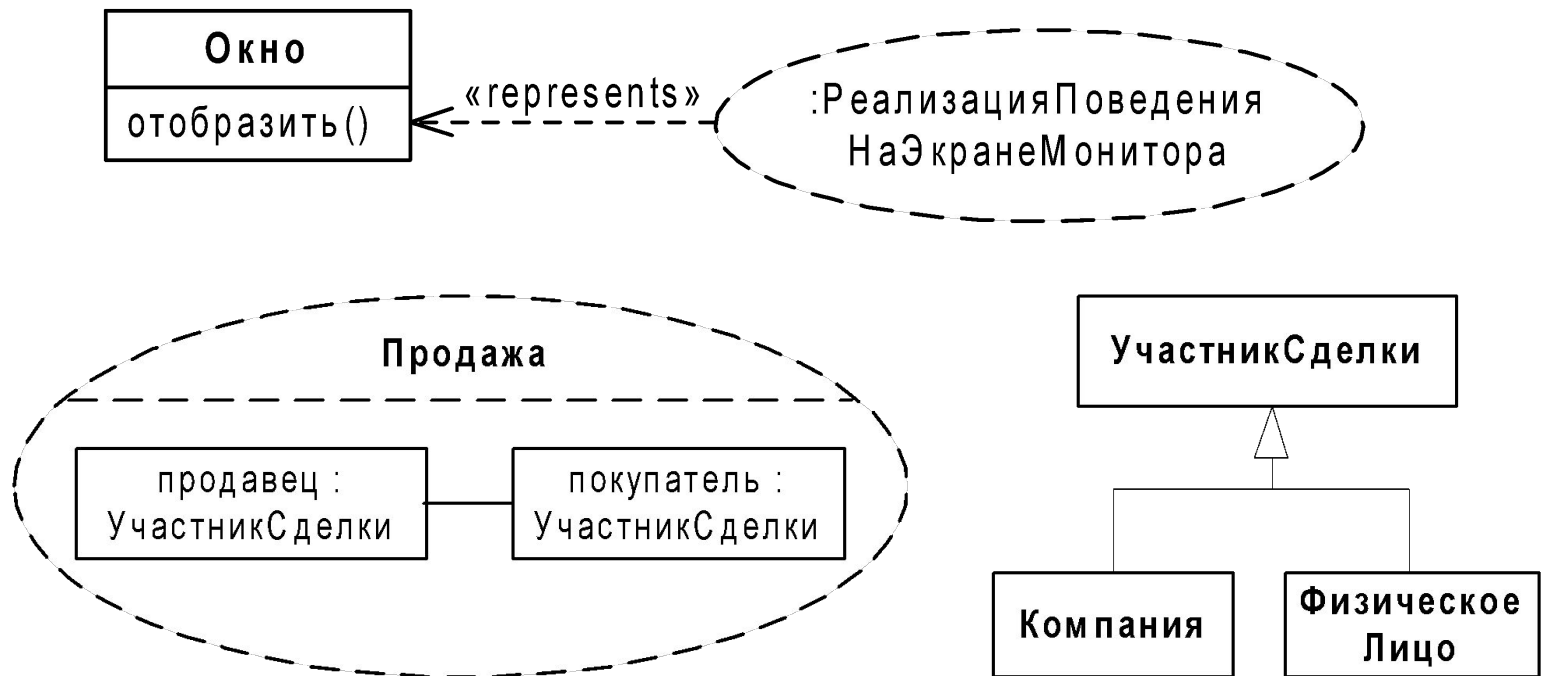 Окно
отобразить()
«represents»
:РеализацияПоведения
НаЭкранеМонитора
Продажа
продавец :
УчастникСделки
покупатель :
УчастникСделки
УчастникСделки
Компания
Физическое
Лицо